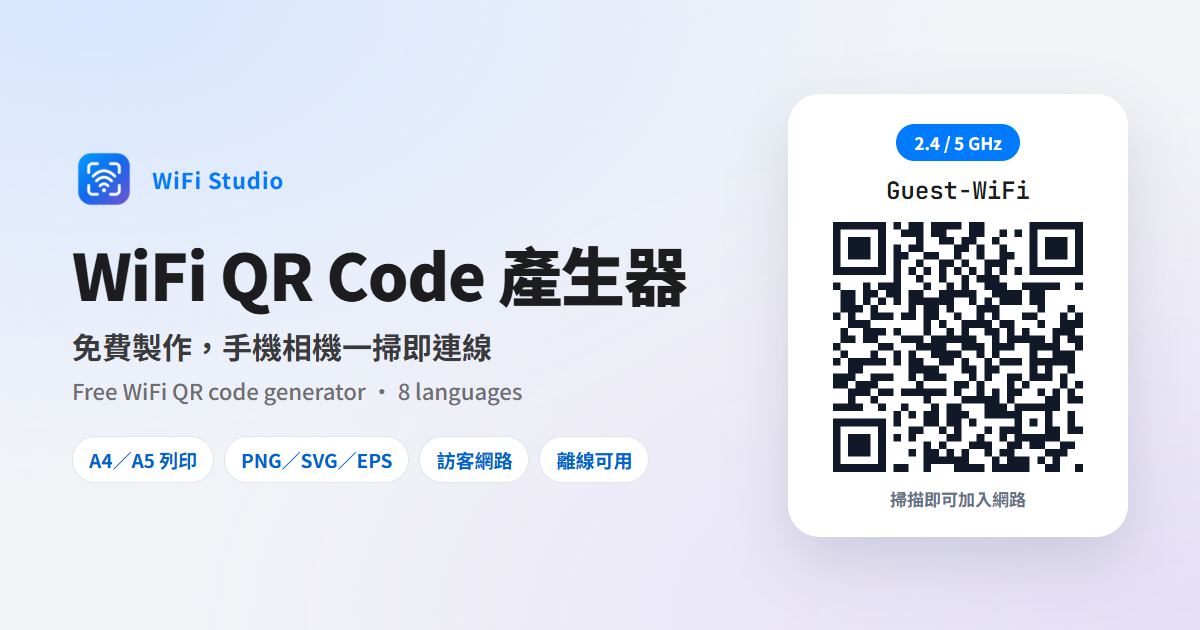 WiFi Studio
WiFi QR Code 產生器
免費製作，手機相機一掃即連線
Free WiFi QR code generator • 8 languages
A4／A5 列印
PNG／SVG／EPS
訪客網路
離線可用
2.4 / 5 GHz
Guest-WiFi
掃描即可加入網路